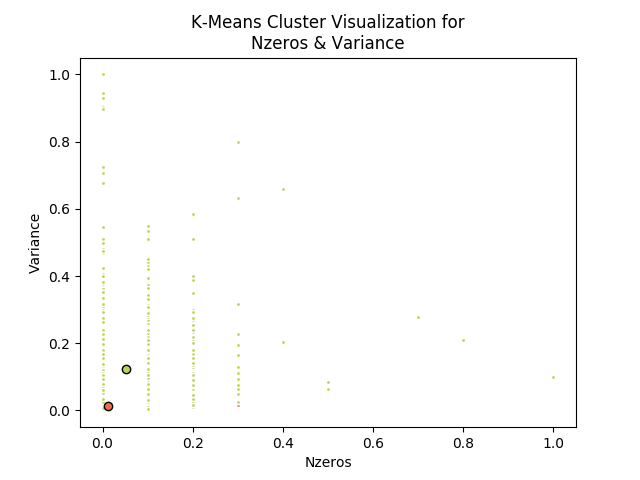 K-Means Cluster Visualization for
Nzeros & Variance
1.0
0.8
0.6
0.4
0.2
0.0
Variance
0.0 0.2 0.4 0.6 0.8 1.0
Nzeros